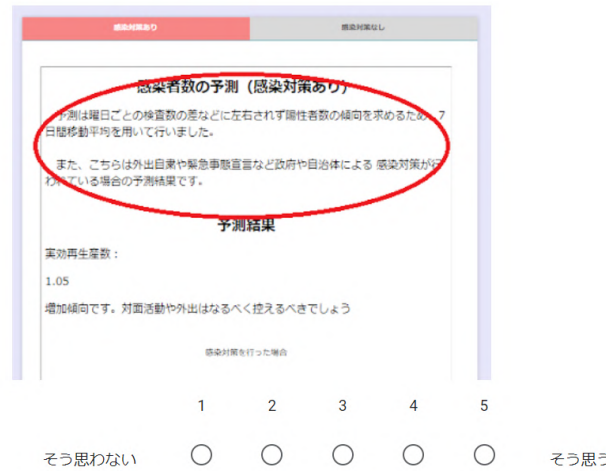 感染対策あり 感染対策なし
感染者数の予測（感染対策あり）
予測は曜日ごとの検査数の差などに左右されず陽性者数の傾向を求めるため、7
日間移動平均を用いて行いました。
また、こちらは外出自粛や緊急事態宣言など政府や自治体による 感染対策が行
われている場合の予測結果です。
予測結果
実効再生産数：
1.05
増加傾向です。対面活動や外出はなるべく控えるべきでしょう
感染対策を行った場合
1 2 3 4 5
そう思わない そう思う